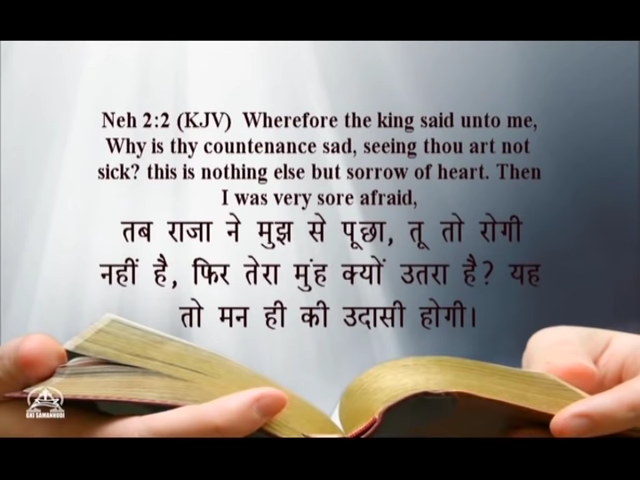 Neh 2:2 (KJV) Wherefore the king said unto me,
Why is thy countenance sad, seeing thou art not
sick? this is nothing else but sorrow of heart. Then
I was very sore afraid,
तब राजा ने मुझ से पूछा, तू तो रोगी
नहीं है, फिर तेरा मुंह क्यों उतरा है? यह
तो मन ही की उदासी होगी।
EKI SAMANHUDI